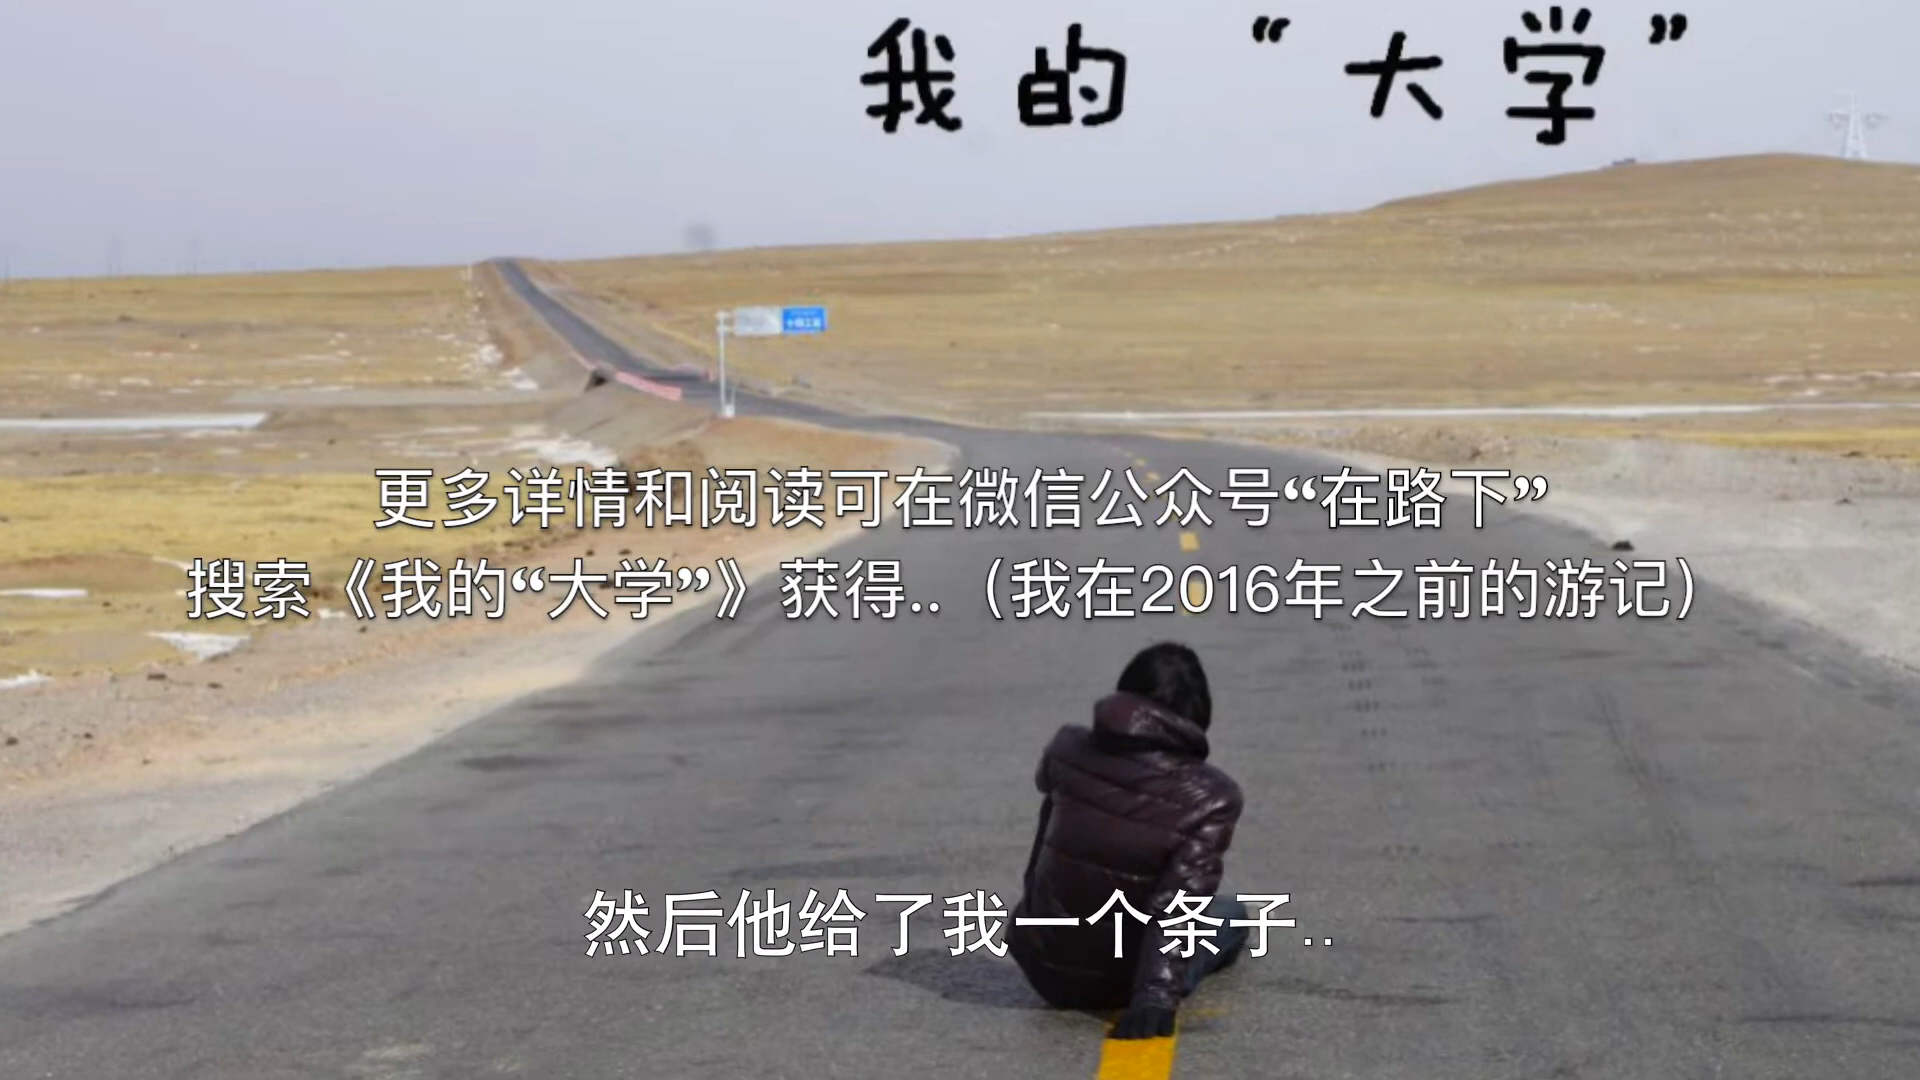 我的“大学”
更多详情和阅读可在微信公众号“在路下”
搜索《我的“大学”》获得..（我在2016年之前的游记）
然后他给了我一个条子..